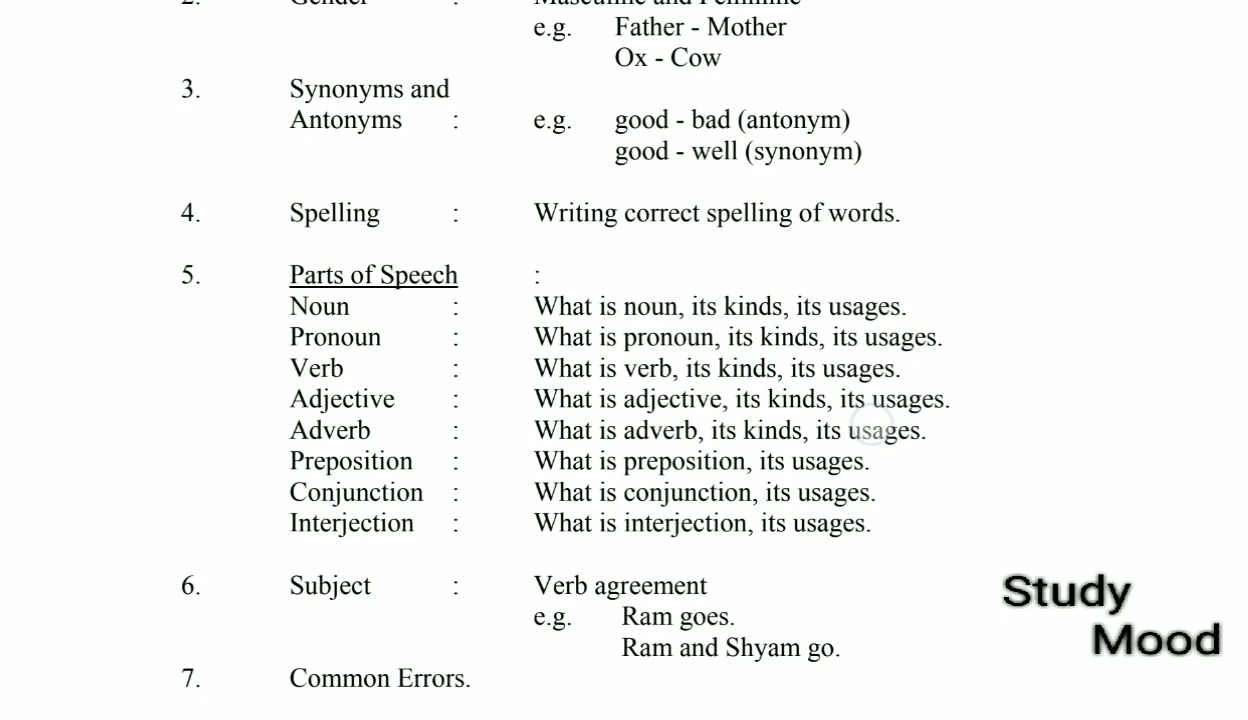 2. Gender : Masculine and Feminine
e.g. Father - Mother
Ox - Cow
3. Synonyms and
Antonyms : e.g. good - bad (antonym)
good - well (synonym)
4. Spelling : Writing correct spelling of words.
5. Parts of Speech :
Noun : What is noun, its kinds, its usages.
Pronoun : What is pronoun, its kinds, its usages.
Verb : What is verb, its kinds, its usages.
Adjective : What is adjective, its kinds, its usages.
Adverb : What is adverb, its kinds, its usages.
Preposition : What is preposition, its usages.
Conjunction : What is conjunction, its usages.
Interjection : What is interjection, its usages.
6. Subject : Verb agreement
e.g. Ram goes.
Ram and Shyam go.
7. Common Errors.
Study
Mood